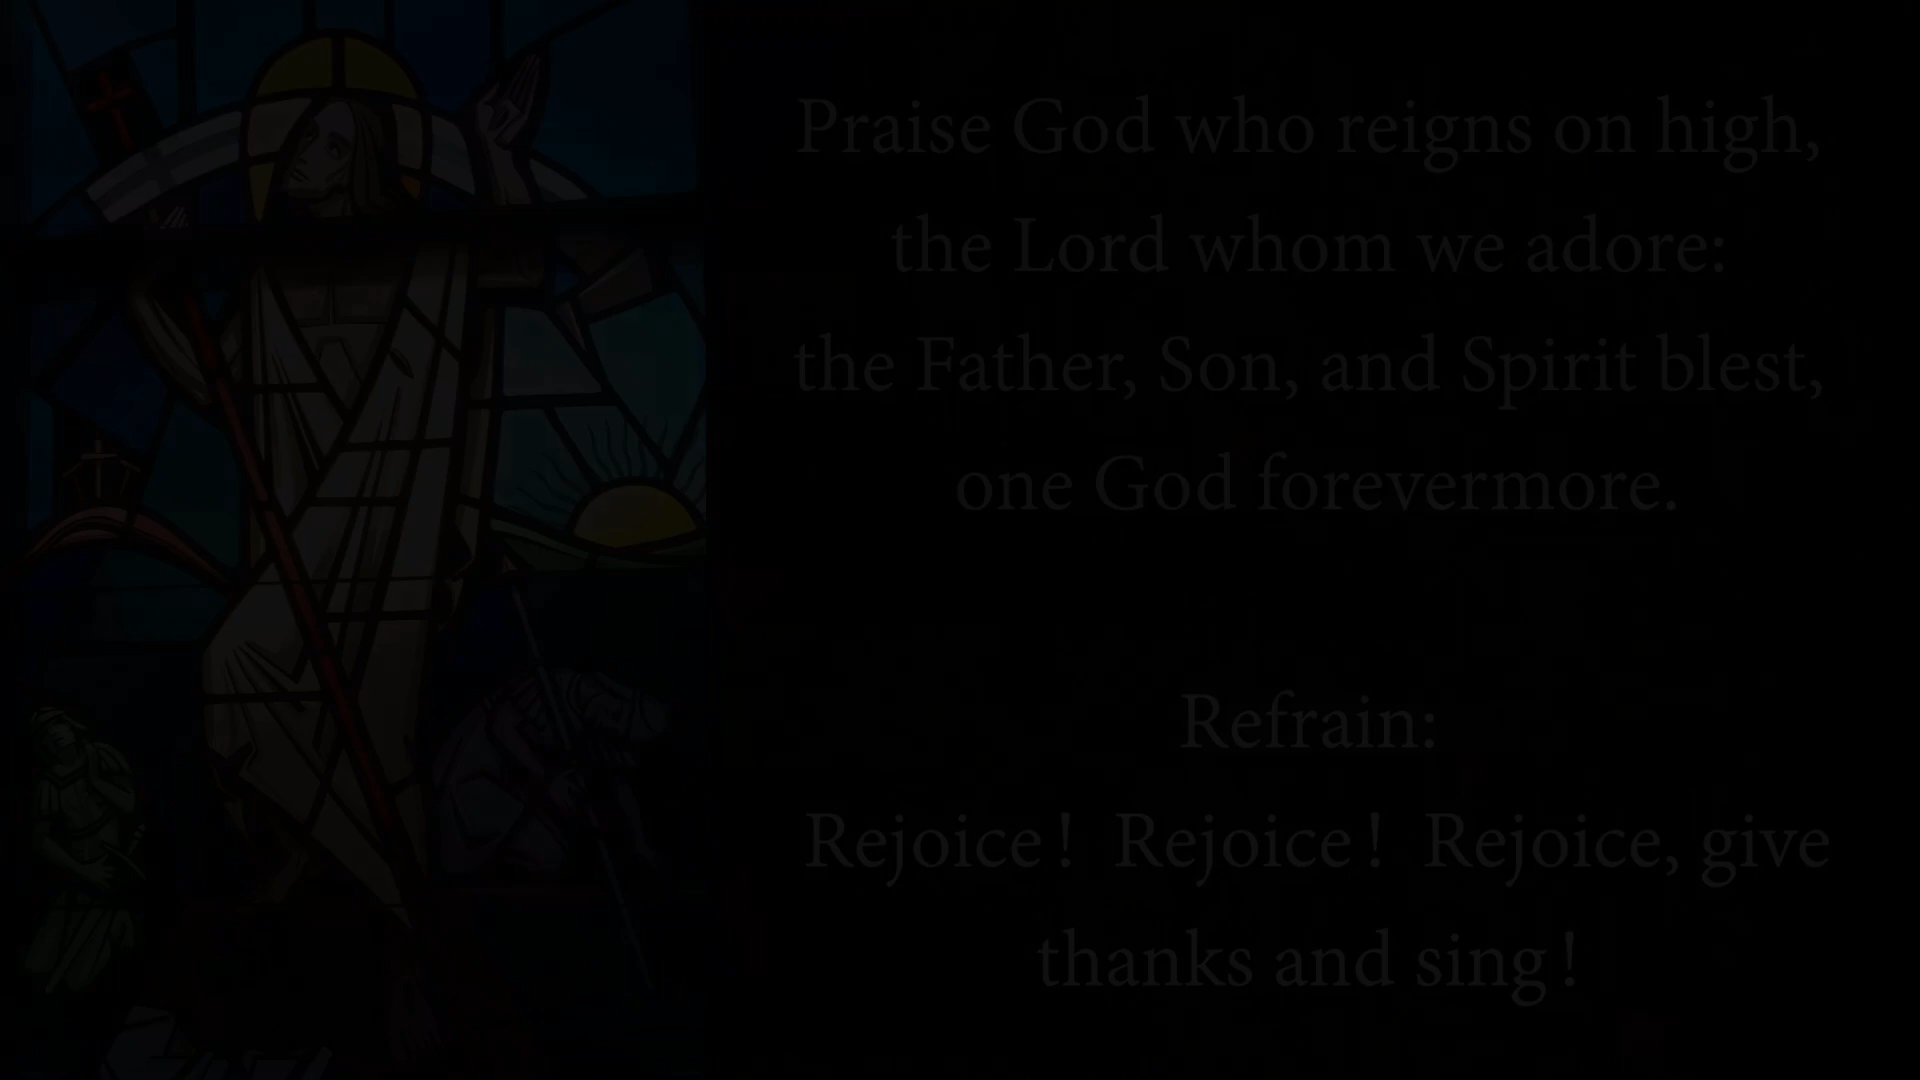 Praise God who reigns on high,
the Lord whom we adore:
the Father, Son, and Spirit blest,
one God forevermore.
Refrain:
Rejoice! Rejoice! Rejoice, give
thanks and sing!